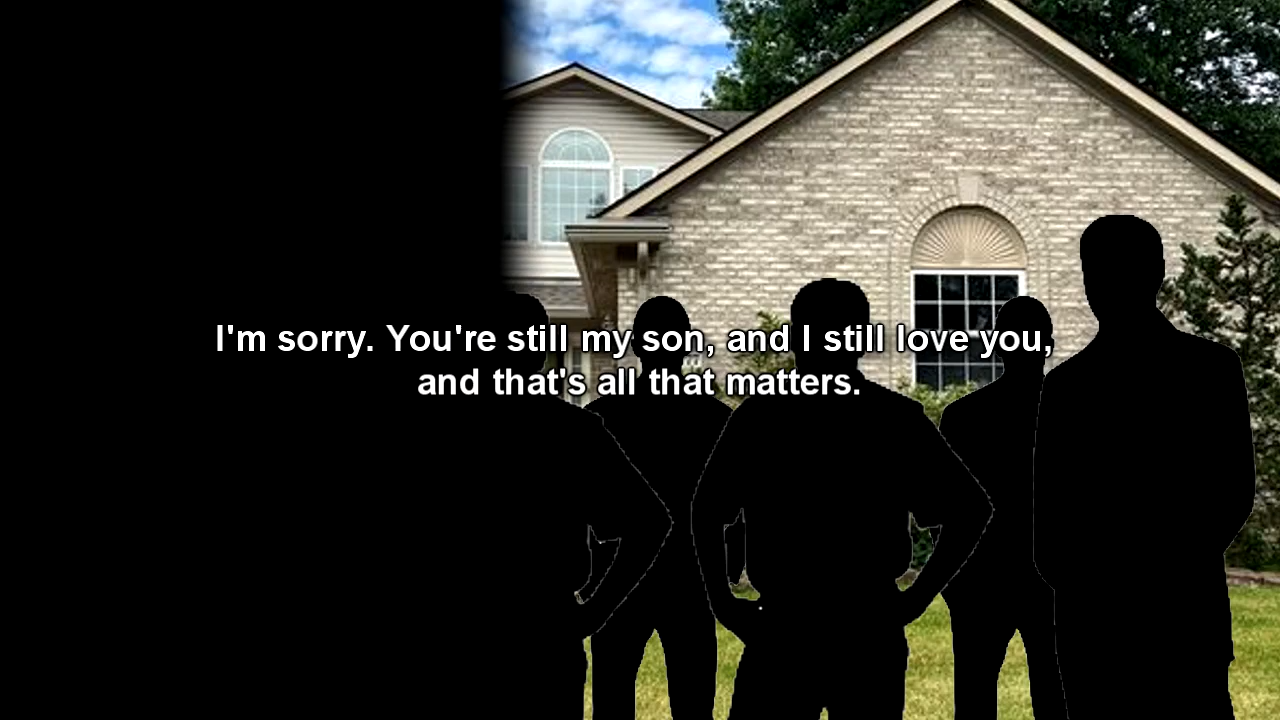 I'm sorry. You're still my son, and I still love you,
and that's all that matters.